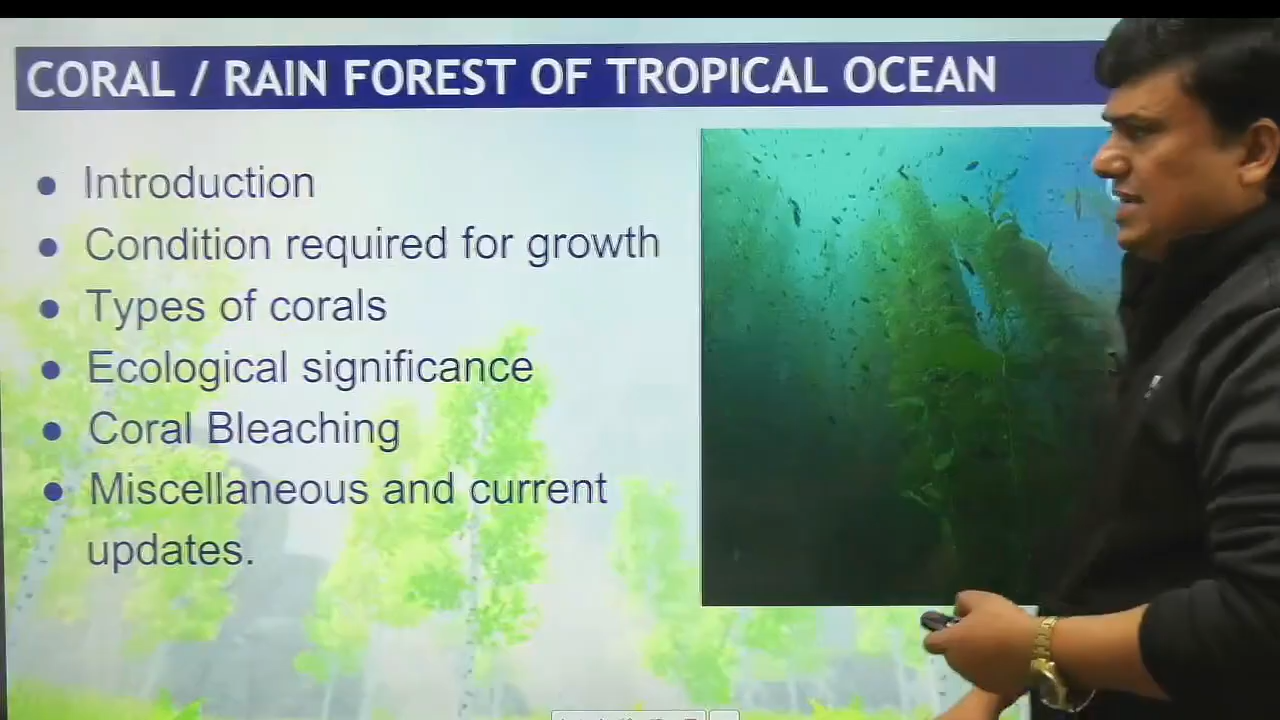 CORAL / RAIN FOREST OF TROPICAL OCEAN
● Introduction
● Condition required for growth
● Types of corals
● Ecological significance
● Coral Bleaching
● Miscellaneous and current
updates.